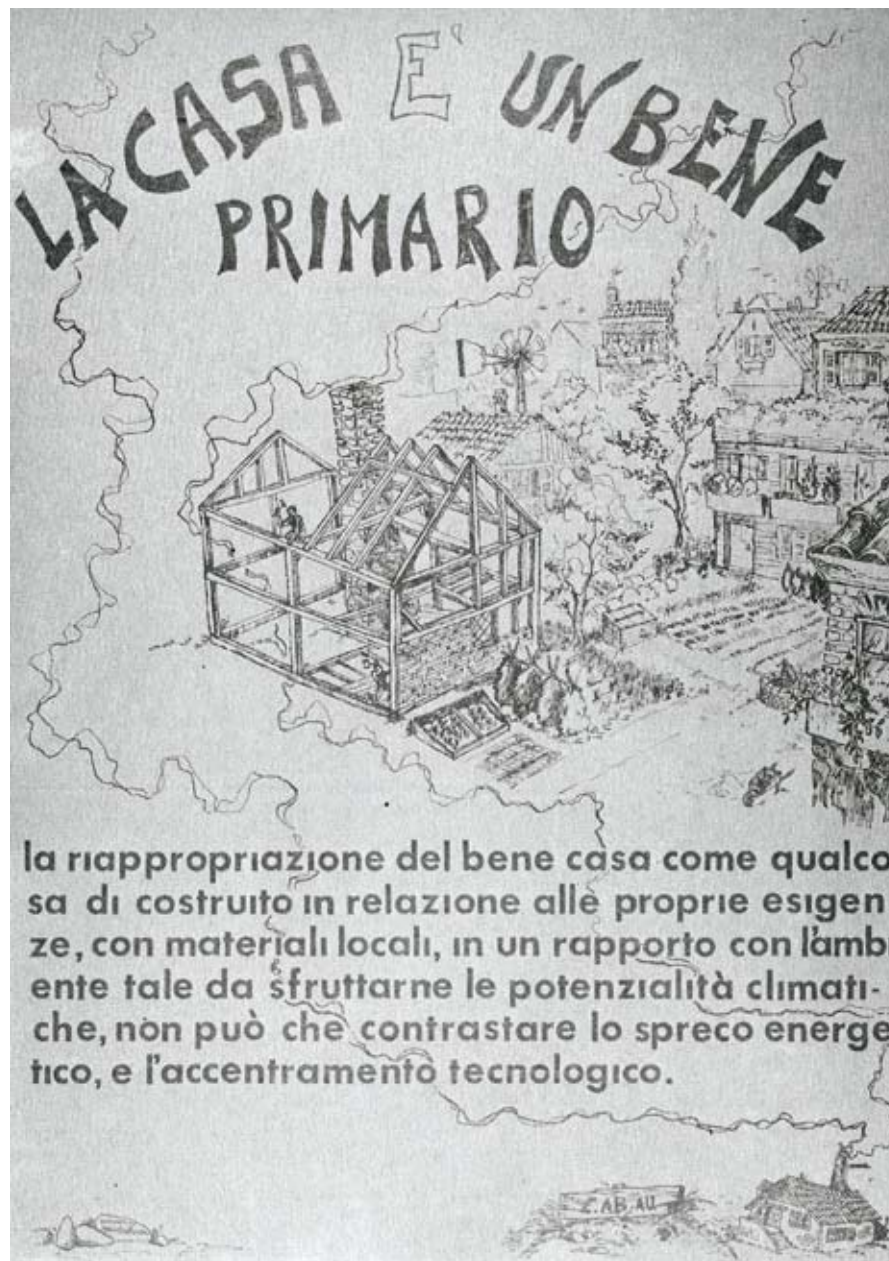 LA CASA E' UN BENE
PRIMARIO
la riappropriazione del bene casa come qualco
sa di costruito in relazione alle proprie esigen
ze, con materiali locali, in un rapporto con l'ambi
ente tale da sfruttarne le potenzialità climati-
che, non può che contrastare lo spreco energe
tico, e l'accentramento tecnologico.